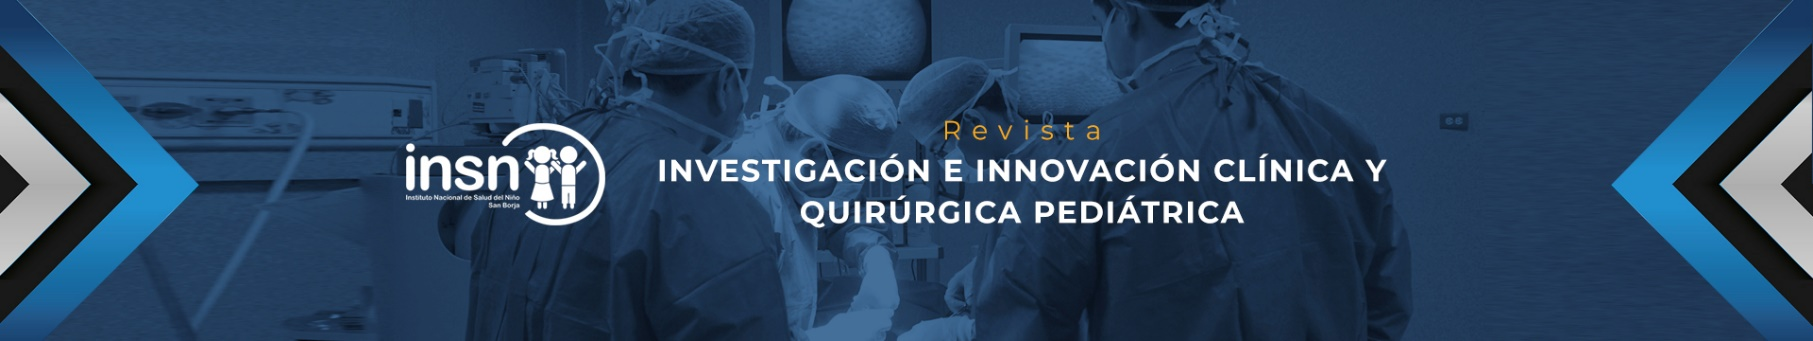 insn
Instituto Nacional de Salud del Niño
San Borja
Revista
INVESTIGACIÓN E INNOVACIÓN CLÍNICA Y
QUIRÚRGICA PEDIÁTRICA